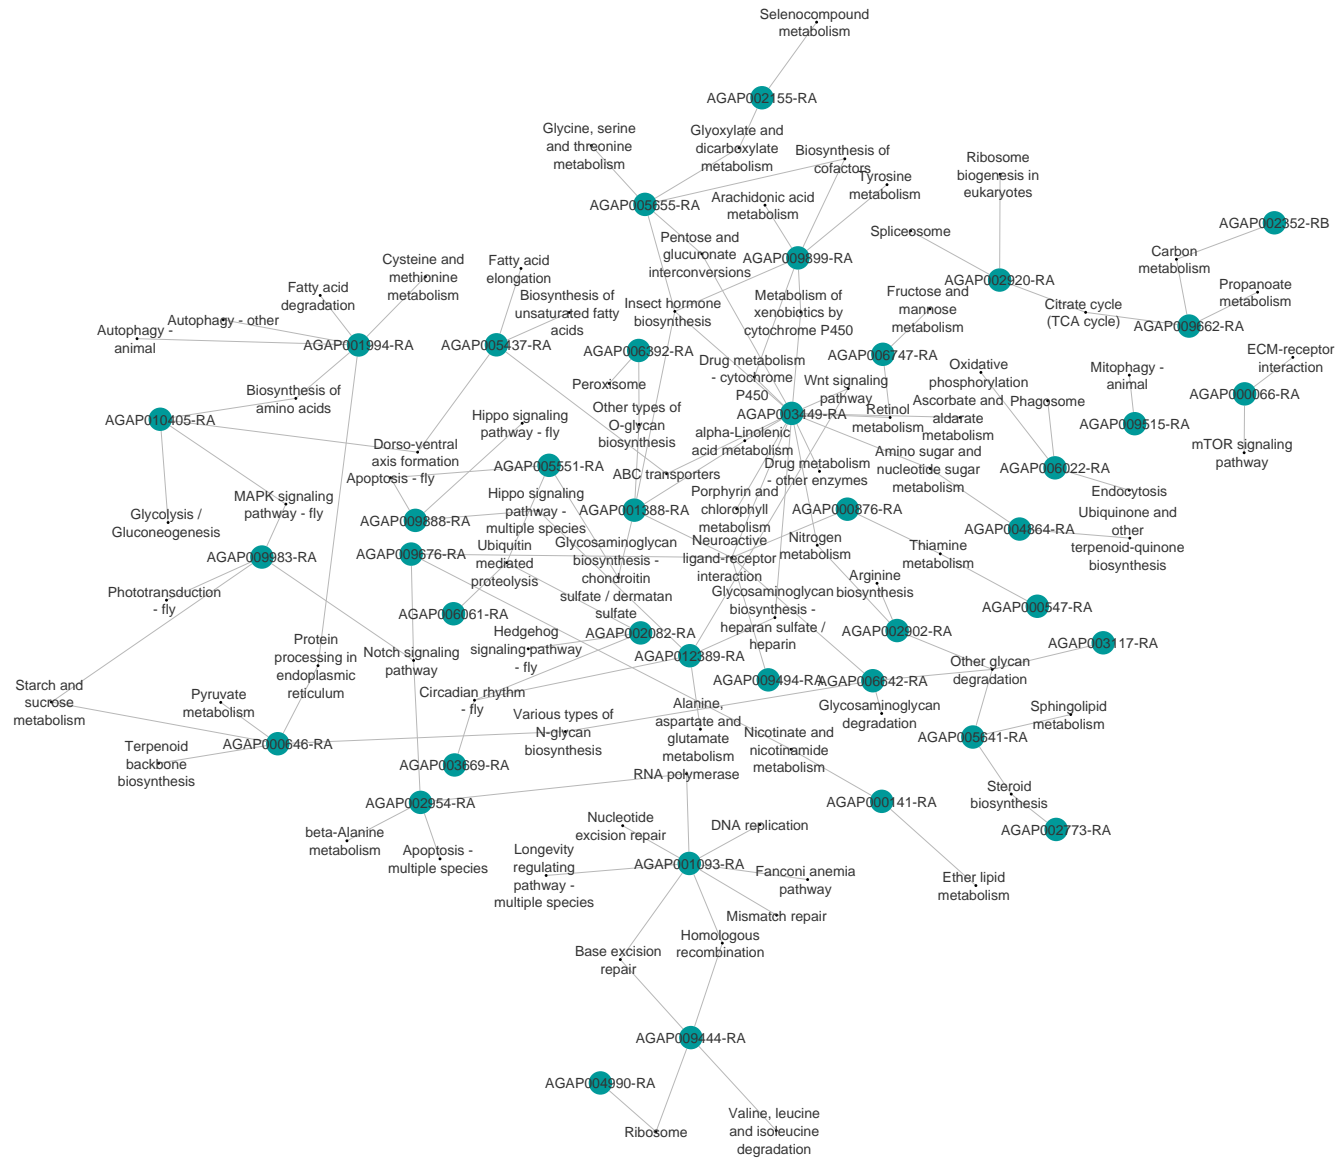 Selenocompound
metabolism
AGAP002155-RA
Glycine, serine
and threonine
metabolism
Glyoxylate and
dicarboxylate
metabolism
Biosynthesis of
cofactors
Tyrosine
metabolism
Ribosome
biogenesis in
eukaryotes
AGAP005655-RA
Arachidonic acid
metabolism
Spliceosome
AGAP002352-RB
Pentose and
glucuronate
interconversions
AGAP009899-RA
Carbon
metabolism
Cysteine and
methionine
metabolism
Fatty acid
elongation
AGAP002920-RA
Propanoate
metabolism
Fatty acid
degradation
Biosynthesis of
unsaturated fatty
acids
Insect hormone
biosynthesis
Metabolism of
xenobiotics by
cytochrome P450
Fructose and
mannose
metabolism
Citrate cycle
(TCA cycle)
AGAP009662-RA
Autophagy - other
Autophagy -
animal
AGAP001994-RA
AGAP005437-RA
AGAP006392-RA
AGAP006747-RA
ECM-receptor
interaction
Drug metabolism
- cytochrome
P450
Oxidative
phosphorylation
Mitophagy -
animal
Peroxisome
Wnt signaling
pathway
Biosynthesis of
amino acids
AGAP000066-RA
Phagosome
Ascorbate and
aldarate
metabolism
Retinol
metabolism
AGAP003449-RA
AGAP010405-RA
Hippo signaling
pathway - fly
Other types of
O-glycan
biosynthesis
AGAP009515-RA
alpha-Linolenic
acid metabolism
mTOR signaling
pathway
Dorso-ventral
axis formation
Amino sugar and
nucleotide sugar
metabolism
AGAP005551-RA
Drug metabolism
- other enzymes
AGAP006022-RA
Apoptosis - fly
ABC transporters
Endocytosis
MAPK signaling
pathway - fly
Hippo signaling
pathway -
multiple species
Porphyrin and
chlorophyll
metabolism
AGAP000876-RA
Glycolysis /
Gluconeogenesis
AGAP009888-RA
AGAP001388-RA
AGAP004864-RA
Ubiquinone and
other
terpenoid-quinone
biosynthesis
AGAP009983-RA
AGAP009676-RA
Ubiquitin
mediated
proteolysis
Glycosaminoglycan
biosynthesis -
chondroitin
sulfate / dermatan
sulfate
Neuroactive
ligand-receptor
interaction
Nitrogen
metabolism
Thiamine
metabolism
Phototransduction
- fly
Arginine
biosynthesis
AGAP006061-RA
Glycosaminoglycan
biosynthesis -
heparan sulfate /
heparin
AGAP000547-RA
Hedgehog
signaling pathway
- fly
AGAP002082-RA
AGAP002902-RA
AGAP003117-RA
Protein
processing in
endoplasmic
reticulum
Notch signaling
pathway
AGAP012389-RA
Other glycan
degradation
Starch and
sucrose
metabolism
AGAP009494-RA
AGAP006642-RA
Pyruvate
metabolism
Circadian rhythm
- fly
Alanine,
aspartate and
glutamate
metabolism
Glycosaminoglycan
degradation
Sphingolipid
metabolism
Various types of
N-glycan
biosynthesis
Nicotinate and
nicotinamide
metabolism
AGAP005641-RA
AGAP000646-RA
Terpenoid
backbone
biosynthesis
AGAP003669-RA
RNA polymerase
Steroid
biosynthesis
AGAP002954-RA
AGAP000141-RA
Nucleotide
excision repair
DNA replication
AGAP002773-RA
beta-Alanine
metabolism
Apoptosis -
multiple species
Longevity
regulating
pathway -
multiple species
AGAP001093-RA
Fanconi anemia
pathway
Ether lipid
metabolism
Mismatch repair
Homologous
recombination
Base excision
repair
AGAP009444-RA
AGAP004990-RA
Valine, leucine
and isoleucine
degradation
Ribosome